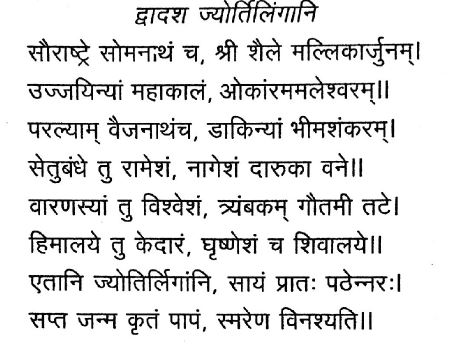 द्वादश ज्योर्तिलिंगानि
सौराष्ट्रे सोमनाथं च, श्री शैले मल्लिकार्जुनम्।
उज्जयिन्यां महाकालं, ओकांरममलेश्वरम्॥
परल्याम् वैजनाथंच, डाकिन्यां भीमशंकरम्।
सेतुबंधे तु रामेशं, नागेशं दारुका वने॥
वारणस्यां तु विश्वेशं, त्र्यंबकम् गौतमी तटे।
हिमालये तु केदारं, घृष्णेशं च शिवालये॥
एतानि ज्योतिर्लिगांनि, सायं प्रातः पठेन्नरः।
सप्त जन्म कृतं पापं, स्मरेण विनश्यति॥